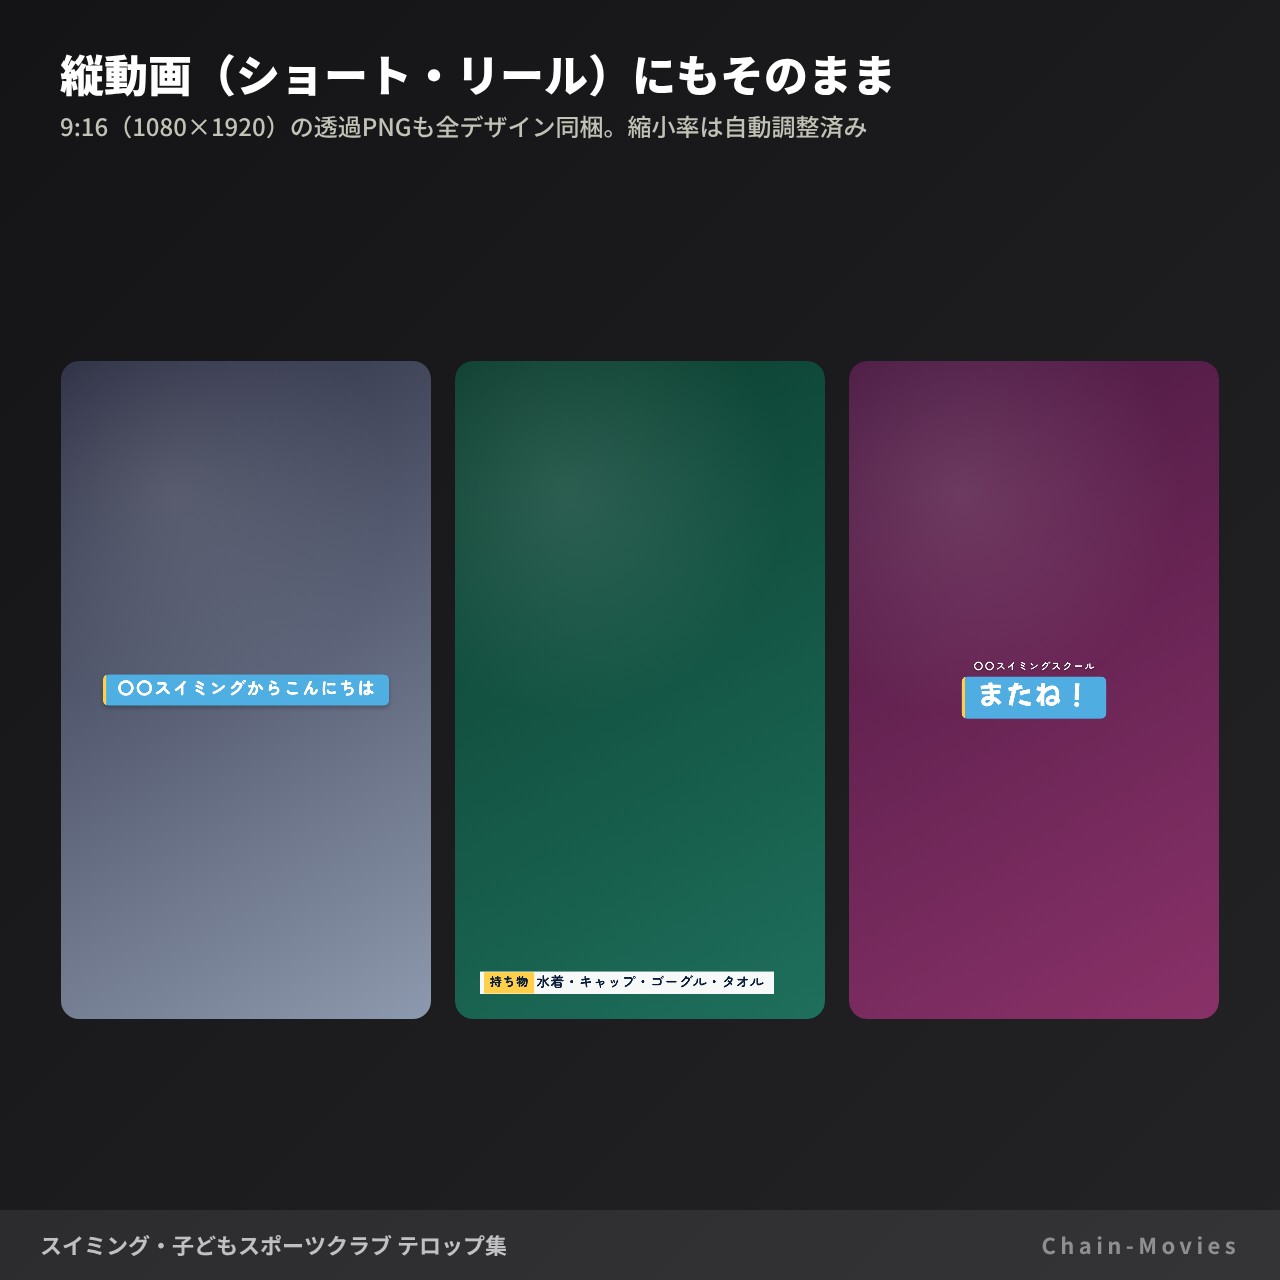 縦動画（ショート・リール）にもそのまま
9:16（1080×1920）の透過PNGも全デザイン同梱。縮小率は自動調整済み
〇〇スイミングからこんにちは
持ち物 水着・キャップ・ゴーグル・タオル
〇〇スイミングスクール
またね！
スイミング・子どもスポーツクラブ テロップ集
Chain-Movies